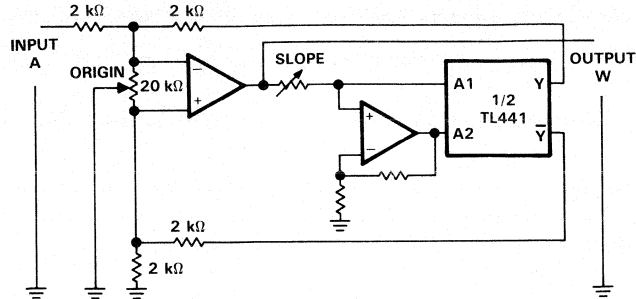 2 kΩ
2 kΩ
INPUT
A
ORIGIN
20 kΩ
−
+
SLOPE
OUTPUT
W
A1
Y
1/2
TL441
A2
Y̅
+
−
2 kΩ
2 kΩ